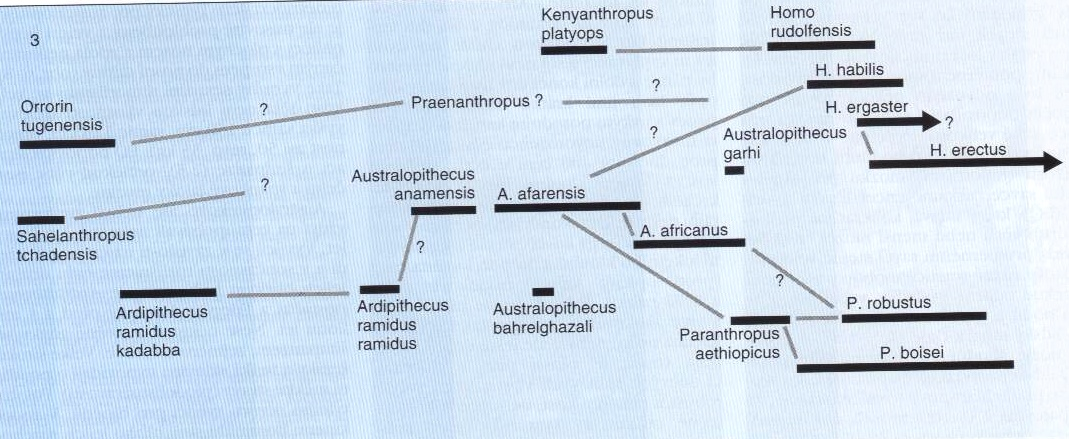 3
Kenyanthropus
platyops
Homo
rudolfensis
H. habilis
?
Orrorin
tugenensis
?
Praenanthropus ?
H. ergaster
?
?
Australopithecus
garhi
H. erectus
Australopithecus
anamensis
?
A. afarensis
Sahelanthropus
tchadensis
?
A. africanus
?
Ardipithecus
ramidus
kadabba
Ardipithecus
ramidus
ramidus
Australopithecus
bahrelghazali
P. robustus
Paranthropus
aethiopicus
P. boisei